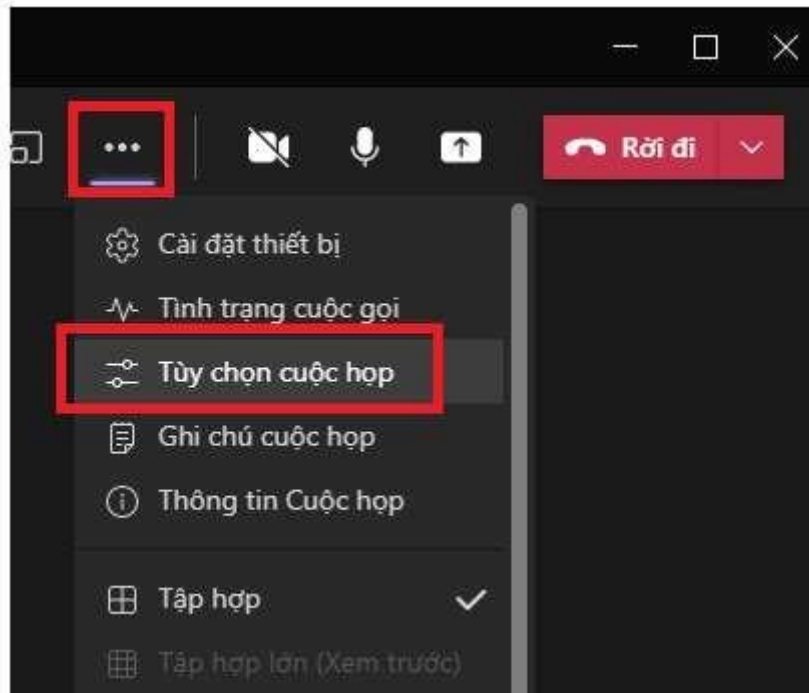 Rời đi
Cài đặt thiết bị
Tình trạng cuộc gọi
Tùy chọn cuộc họp
Ghi chú cuộc họp
Thông tin Cuộc họp
Tập hợp
Tập hợp lớn (Xem trước)